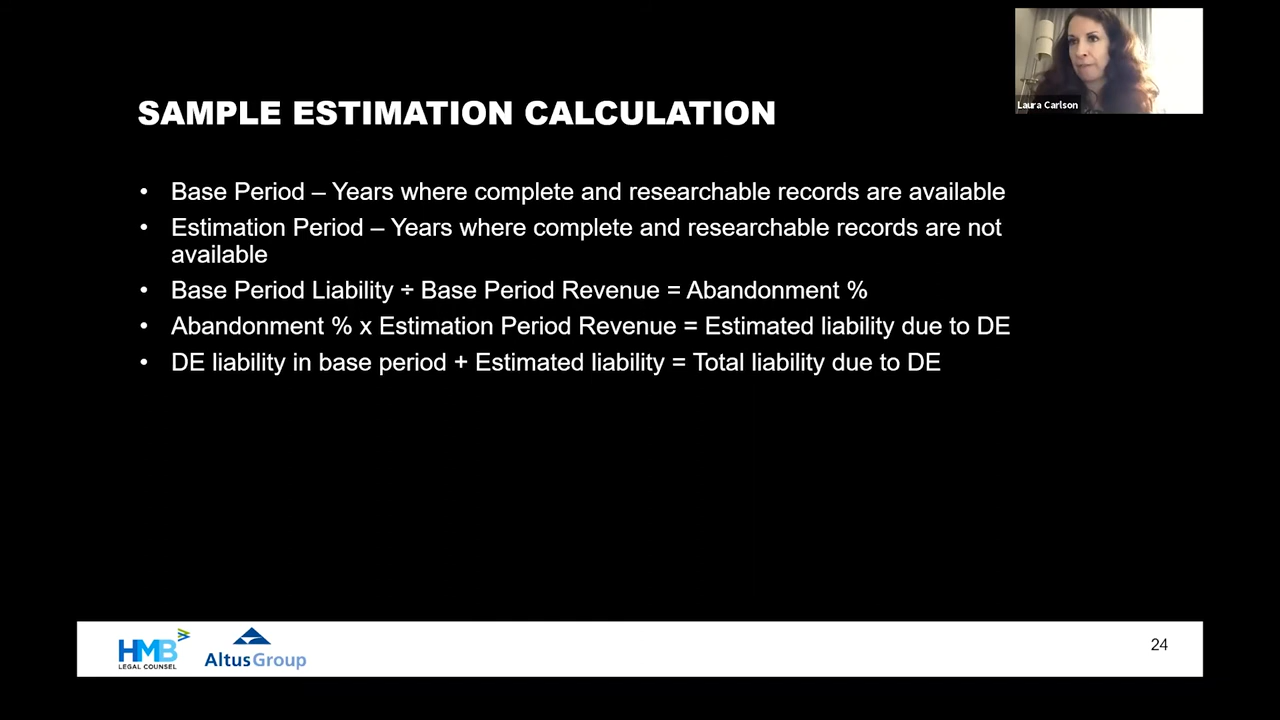 Laura Carlson
SAMPLE ESTIMATION CALCULATION
• Base Period – Years where complete and researchable records are available
• Estimation Period – Years where complete and researchable records are not
available
• Base Period Liability ÷ Base Period Revenue = Abandonment %
• Abandonment % x Estimation Period Revenue = Estimated liability due to DE
• DE liability in base period + Estimated liability = Total liability due to DE
HMB
LEGAL COUNSEL
AltusGroup
24